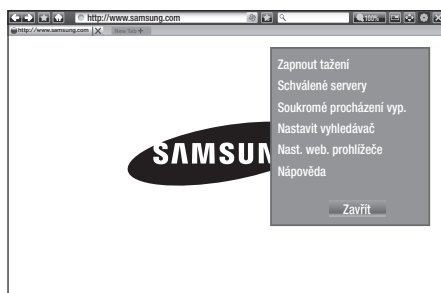 http://www.samsung.com
100%
http://www.samsung.com
New Tab
Zapnout tažení
Schválené servery
Soukromé procházení vyp.
Nastavit vyhledávač
Nast. web. prohlížeče
Nápověda
SAMSUN
Zavřít